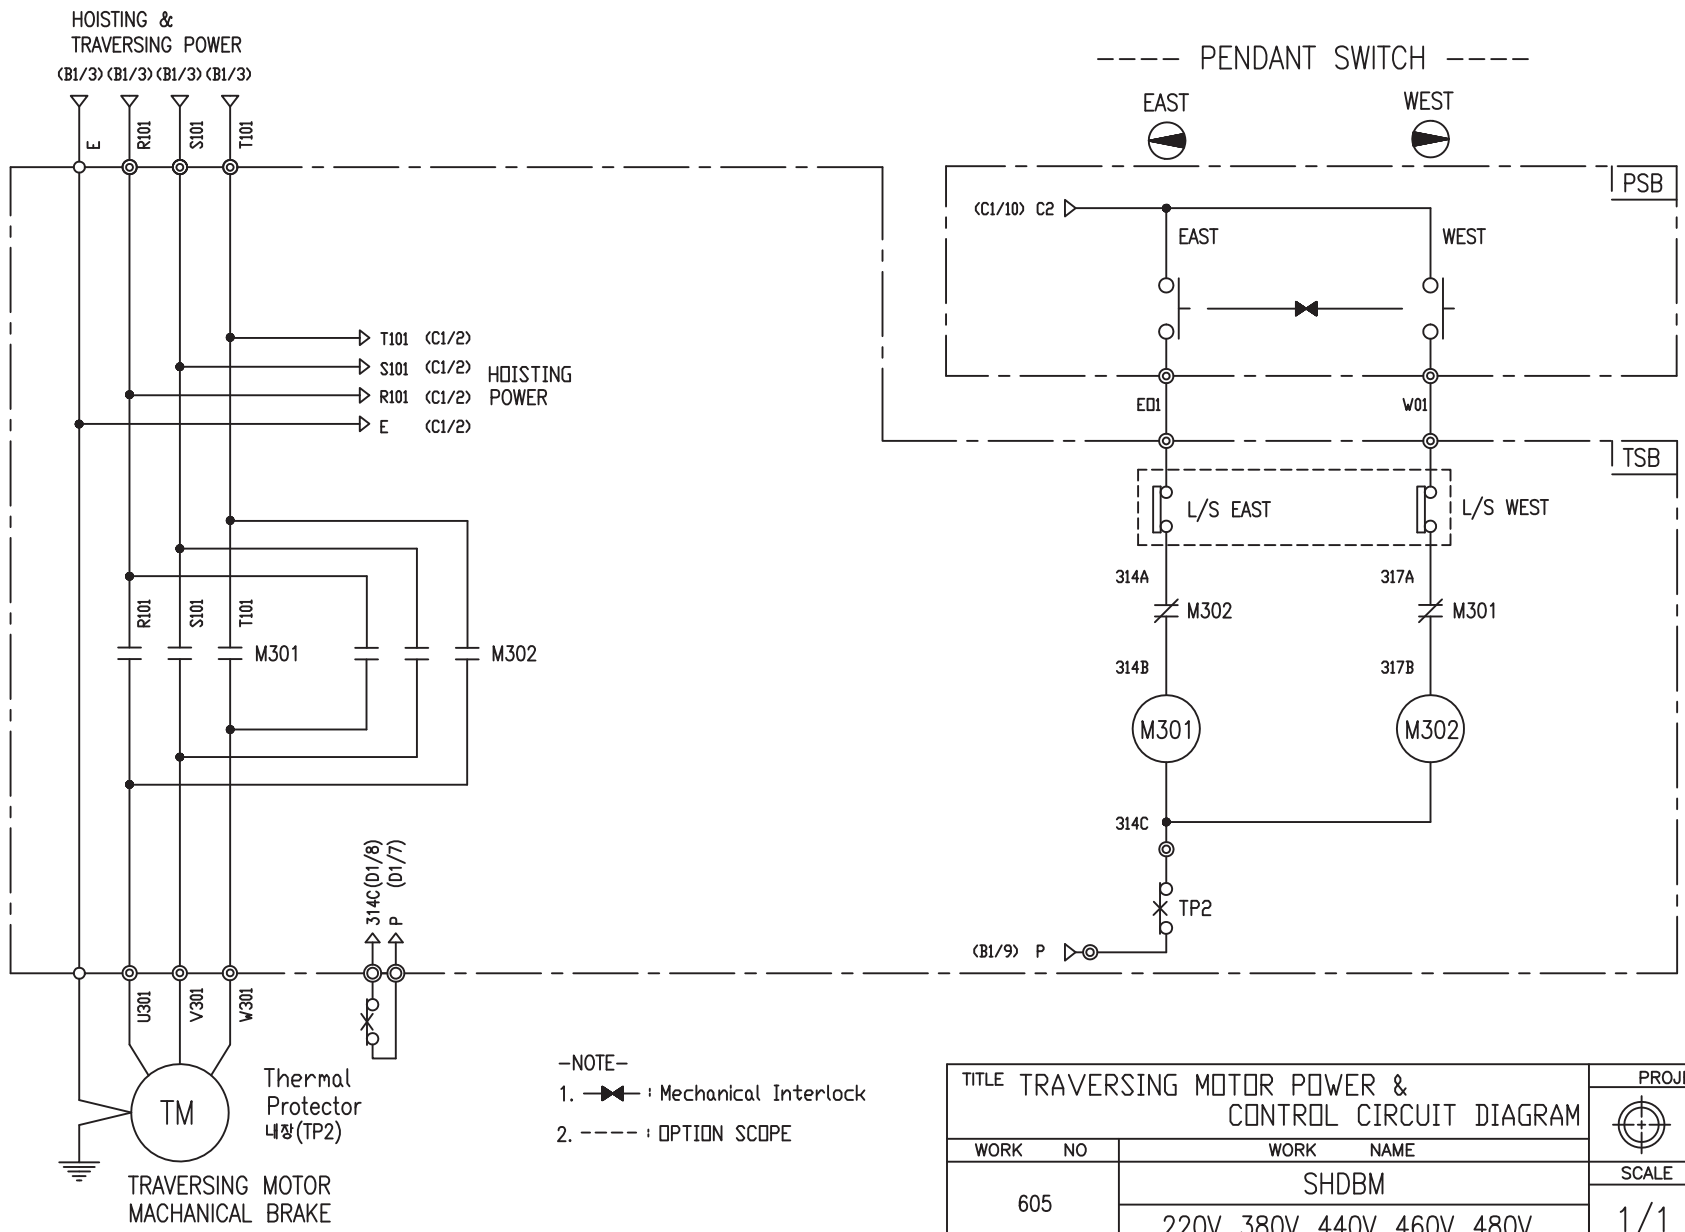 HOISTING &
TRAVERSING POWER
(B1/3) (B1/3) (B1/3) (B1/3)
E R101 S101 T101
---- PENDANT SWITCH ----
EAST WEST
PSB
(C1/10) C2
EAST WEST
T101 (C1/2)
S101 (C1/2)
R101 (C1/2)
E (C1/2)
HOISTING
POWER
E01 W01
TSB
L/S EAST L/S WEST
314A 317A
R101 S101 T101
M301 M302
M302 M301
314B 317B
M301 M302
314C
314C(D1/8)
P (D1/7)
TP2
(B1/9) P
U301 V301 W301
TM
Thermal
Protector
내장(TP2)
TRAVERSING MOTOR
MACHANICAL BRAKE
-NOTE-
1. : Mechanical Interlock
2. ---- : OPTION SCOPE
TITLE TRAVERSING MOTOR POWER &
CONTROL CIRCUIT DIAGRAM
PROJE
WORK NO WORK NAME
SCALE
605
SHDBM
220V 380V 440V 460V 480V
1/1